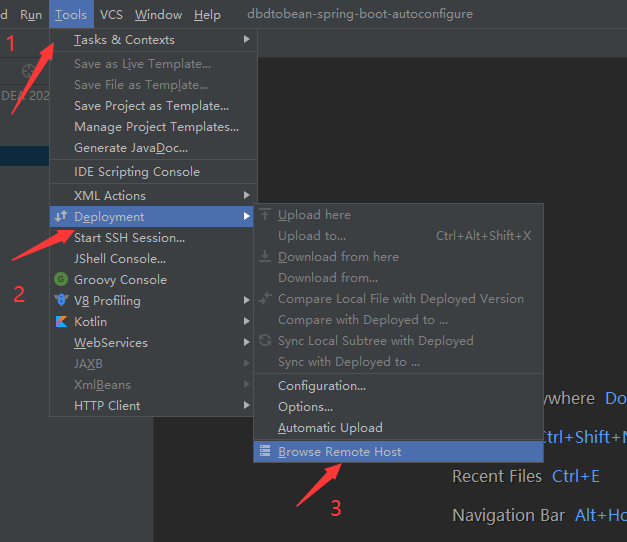 d Run Tools VCS Window Help dbdtobean-spring-boot-autoconfigure
1
Tasks & Contexts
Save as Live Template...
Save File as Template...
DEA 202
Save Project as Template...
Manage Project Templates...
Generate JavaDoc...
IDE Scripting Console
XML Actions
Deployment
Upload here
Start SSH Session...
Upload to... Ctrl+Alt+Shift+X
JShell Console...
Download from here
Groovy Console
Download from...
2
V8 Profiling
Compare Local File with Deployed Version
Kotlin
Compare with Deployed to ...
WebServices
Sync Local Subtree with Deployed
JAXB
Sync with Deployed to ...
XmlBeans
Configuration...
HTTP Client
Options...
ywhere Do
Automatic Upload
trl+Shift+N
Browse Remote Host
Recent Files Ctrl+E
3
Navigation Bar Alt+Ho